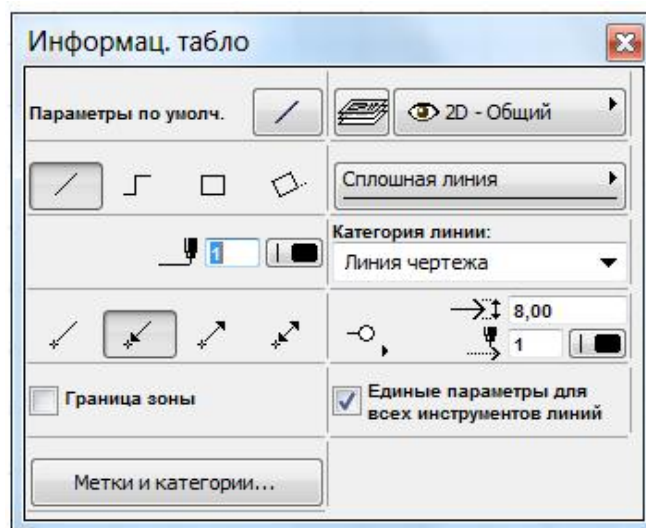 Информац. табло
Параметры по умолч.
2D - Общий
Сплошная линия
1
Категория линии:
Линия чертежа
8,00
1
Граница зоны
Единые параметры для
всех инструментов линий
Метки и категории...